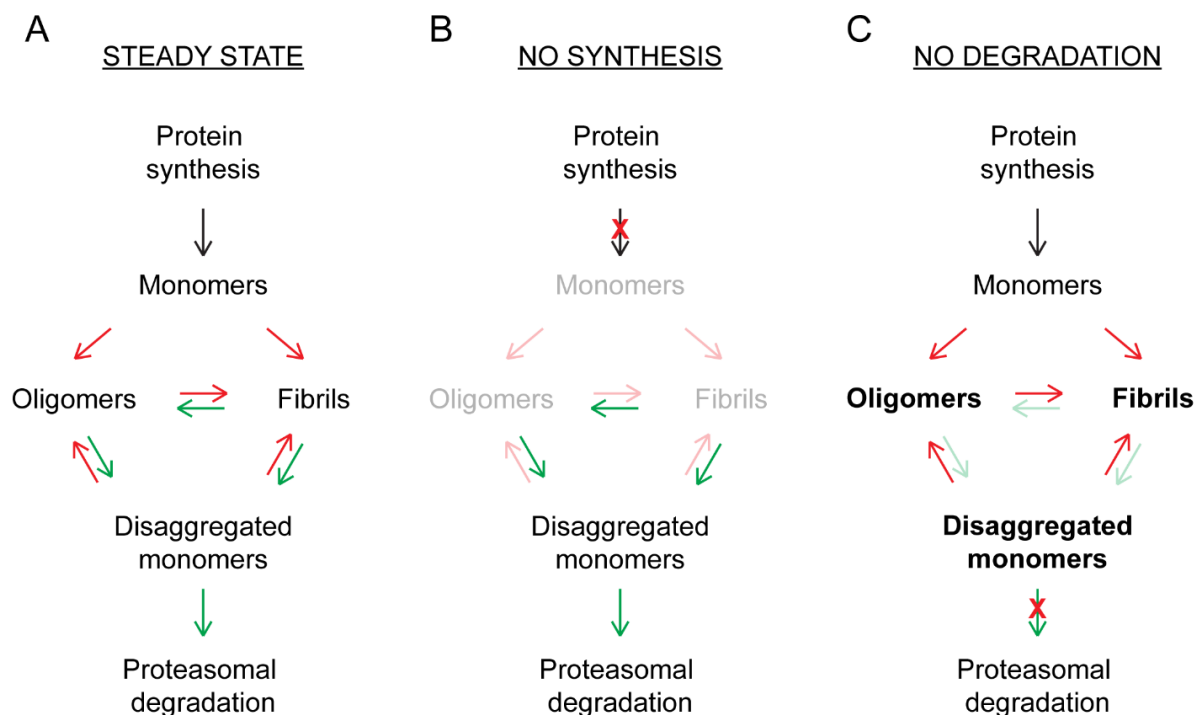 A
STEADY STATE
Protein
synthesis
Monomers
Oligomers
Fibrils
Disaggregated
monomers
Proteasomal
degradation
B
NO SYNTHESIS
Protein
synthesis
X
Monomers
Oligomers
Fibrils
Disaggregated
monomers
Proteasomal
degradation
C
NO DEGRADATION
Protein
synthesis
Monomers
Oligomers
Fibrils
Disaggregated
monomers
X
Proteasomal
degradation